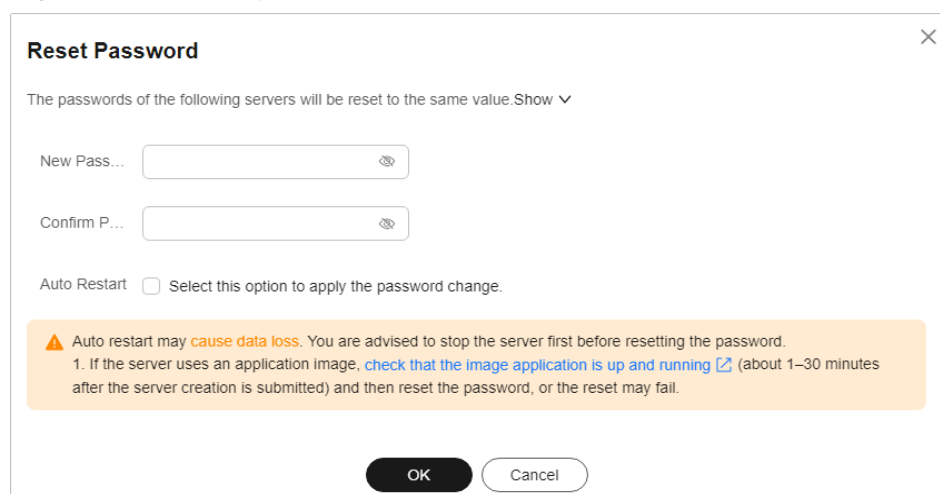 Reset Password
The passwords of the following servers will be reset to the same value.Show
New Pass...
Confirm P...
Auto Restart Select this option to apply the password change.
Auto restart may cause data loss. You are advised to stop the server first before resetting the password.
1. If the server uses an application image, check that the image application is up and running (about 1–30 minutes
after the server creation is submitted) and then reset the password, or the reset may fail.
OK Cancel